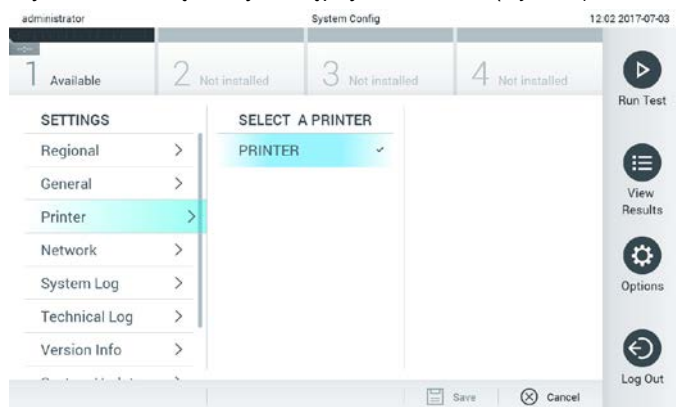 administrator System Config 12:02 2017-07-03
1 Available 2 Not installed 3 Not installed 4 Not installed
Run Test
SETTINGS
Regional
General
Printer
Network
System Log
Technical Log
Version Info
SELECT A PRINTER
PRINTER
View
Results
Options
Log Out
Save Cancel